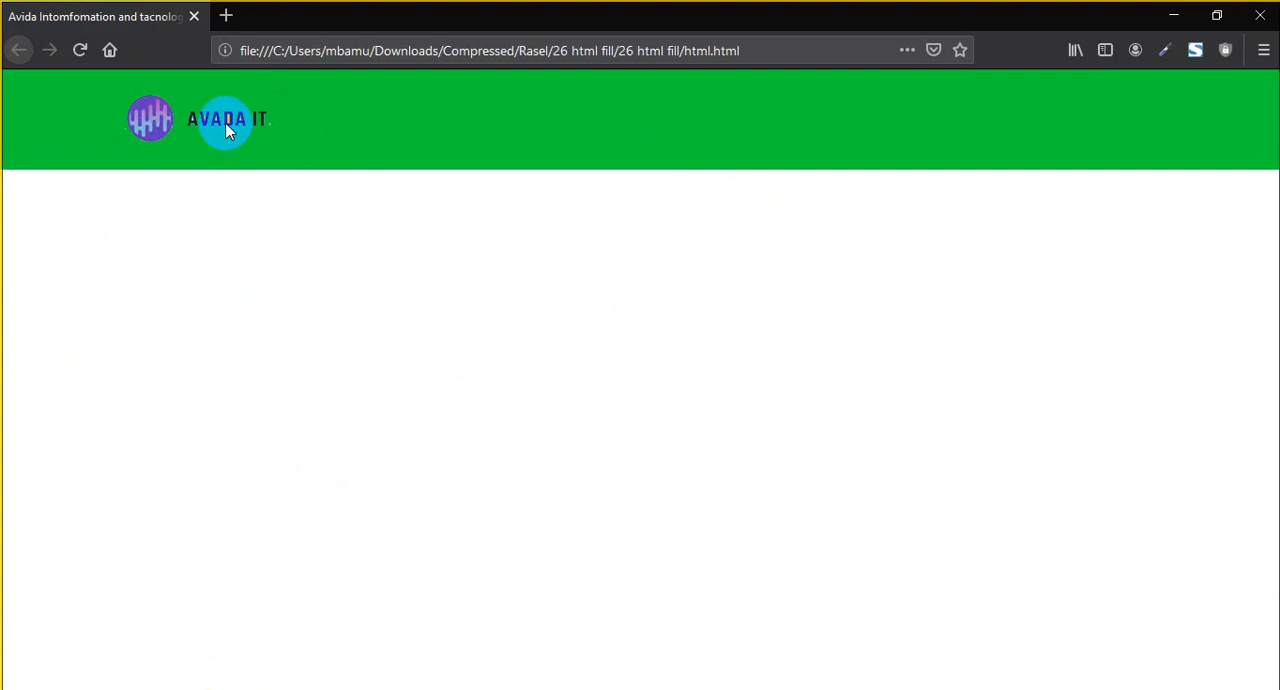 Avida Intomfomation and tacnolog
file:///C:/Users/mbamu/Downloads/Compressed/Rasel/26 html fill/26 html fill/html.html
AVADA IT.